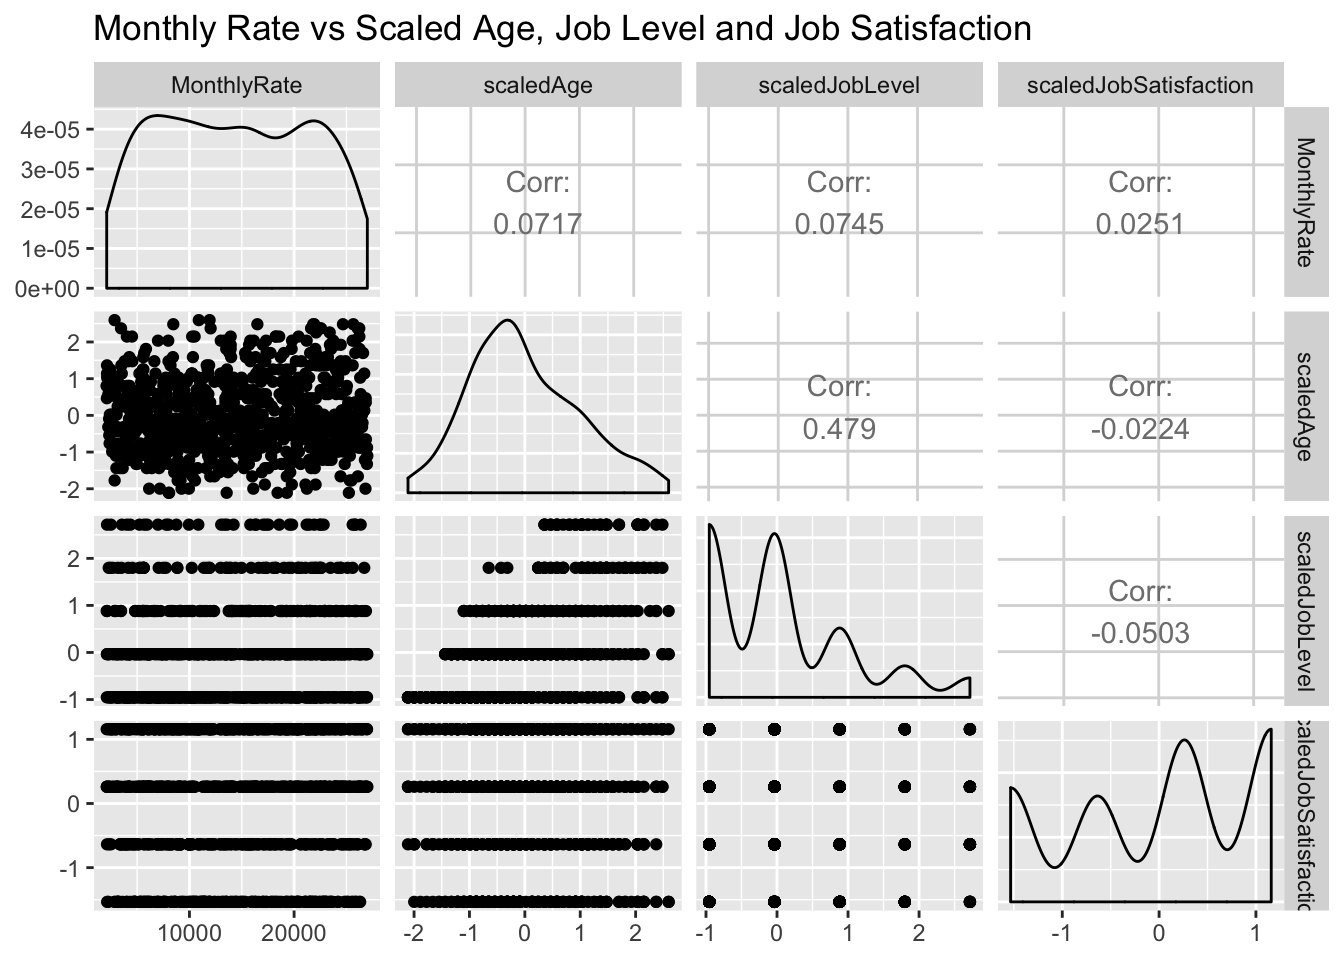 Monthly Rate vs Scaled Age, Job Level and Job Satisfaction
MonthlyRate
scaledAge
scaledJobLevel
scaledJobSatisfaction
4e-05
3e-05
2e-05
1e-05
0e+00
Corr:
0.0717
Corr:
0.0745
Corr:
0.0251
MonthlyRate
2
1
0
-1
-2
Corr:
0.479
Corr:
-0.0224
scaledAge
2
1
0
-1
Corr:
-0.0503
scaledJobLevel
1
0
-1
caledJobSatisfactio
10000
20000
-2
-1
0
1
2
-1
0
1
2
-1
0
1